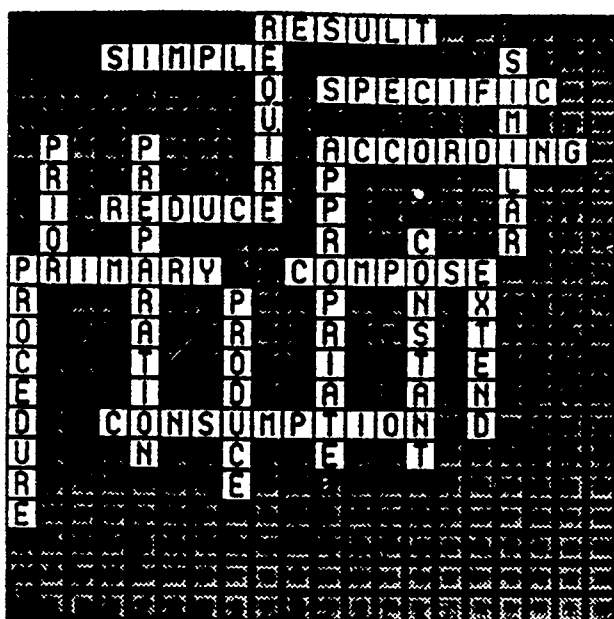 RESULT
REQUIRE
SIMPLE
SIMILAR
SPECIFIC
PRIOR
PREPARATION
ACCORDING
APPROPRIATE
REDUCE
CONSTANT
PRIMARY
PROCEDURE
COMPOSE
EXTEND
PRODUCE
CONSUMPTION